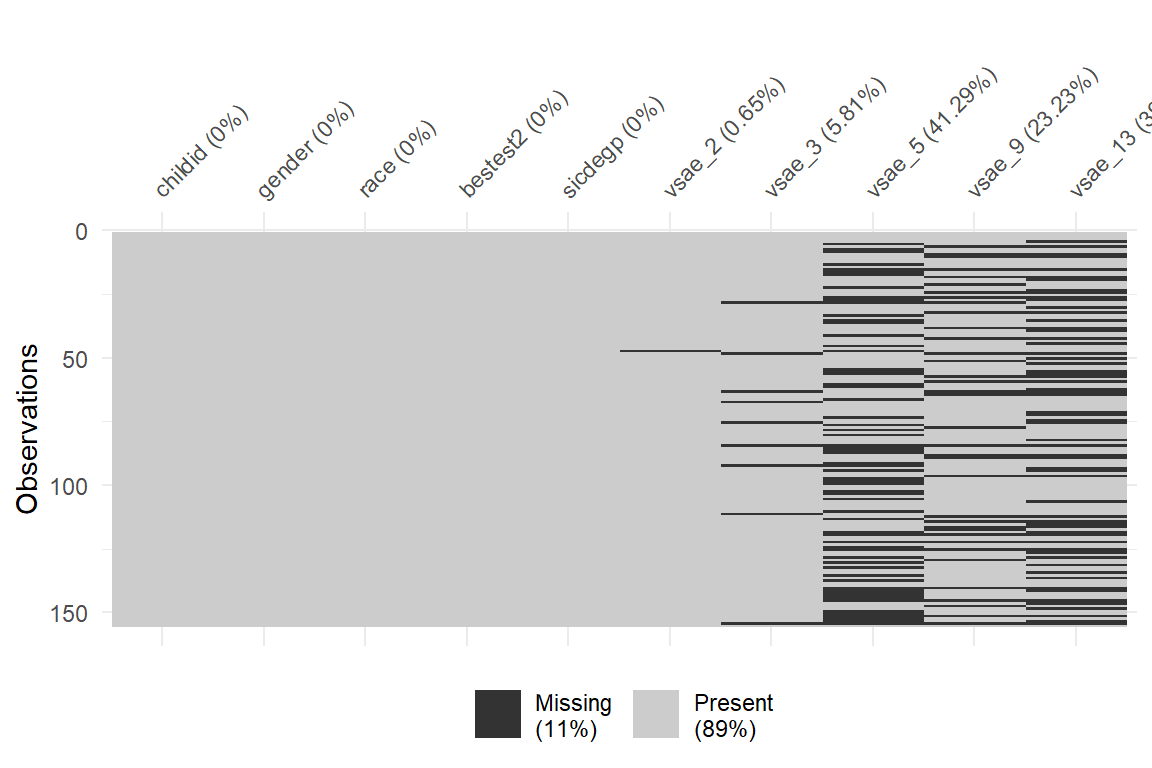 childid (0%)
gender (0%)
race (0%)
bestest2 (0%)
sicdegp (0%)
vsae_2 (0.65%)
vsae_3 (5.81%)
vsae_5 (41.29%)
vsae_9 (23.23%)
vsae_13
0
50
100
150
Observations
Missing
(11%)
Present
(89%)